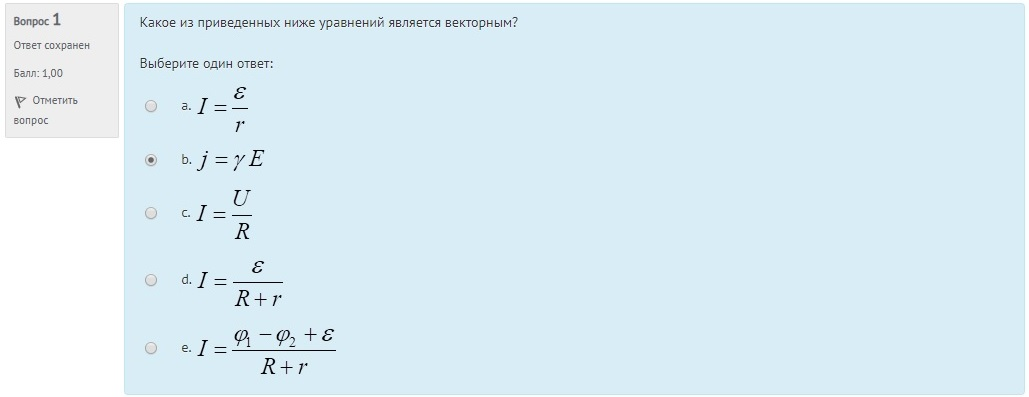 Вопрос 1
Ответ сохранен
Балл: 1,00
Отметить
вопрос
Какое из приведенных ниже уравнений является векторным?
Выберите один ответ:
a. I = ε / r
b. j = γ E
c. I = U / R
d. I = ε / (R + r)
e. I = (φ₁ − φ₂ + ε) / (R + r)